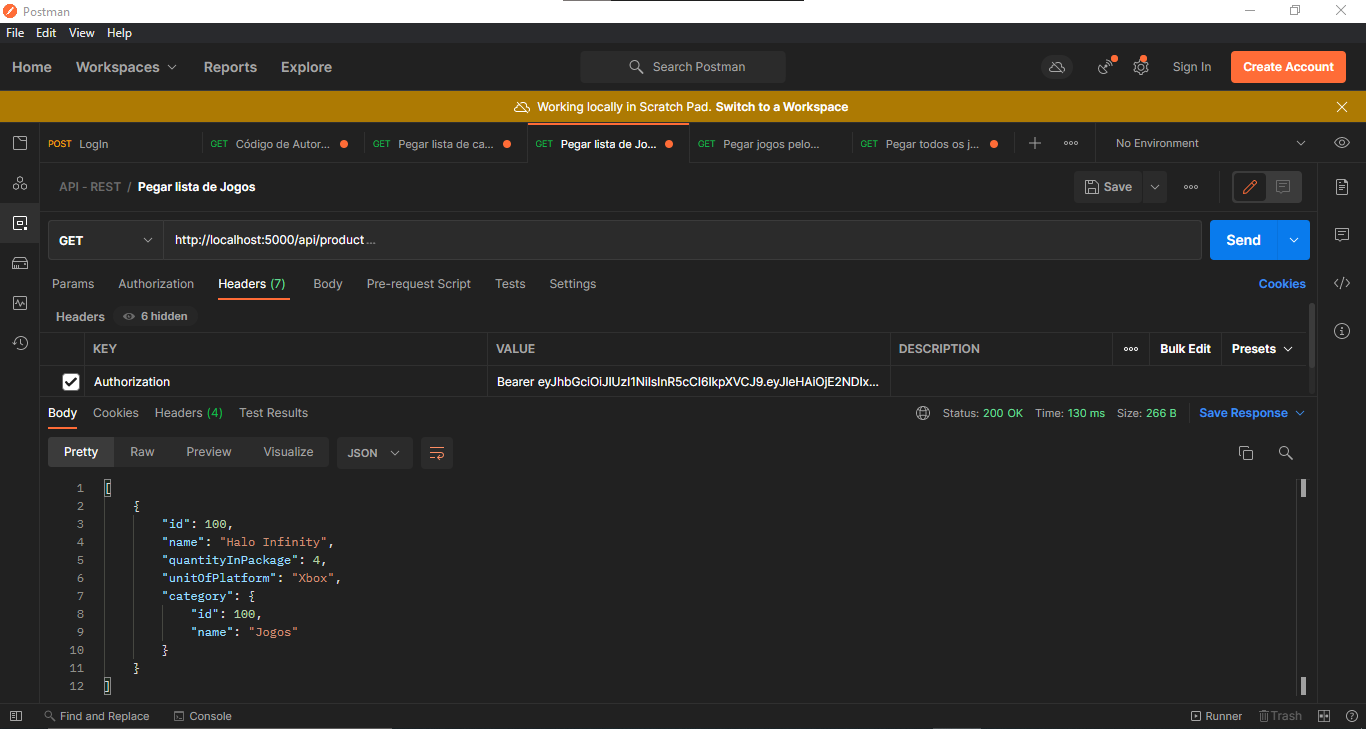 Postman
File Edit View Help
Home Workspaces Reports Explore Search Postman Sign In Create Account
Working locally in Scratch Pad. Switch to a Workspace
POST LogIn GET Código de Autor... GET Pegar lista de ca... GET Pegar lista de Jo... GET Pegar jogos pelo... GET Pegar todos os j... No Environment
API - REST / Pegar lista de Jogos Save
GET http://localhost:5000/api/product... Send
Params Authorization Headers (7) Body Pre-request Script Tests Settings Cookies
Headers 6 hidden
KEY VALUE DESCRIPTION Bulk Edit Presets
Authorization Bearer eyJhbGciOiJIUzI1NiIsInR5cCI6IkpXVCJ9.eyJleHAiOjE2NDIx...
Body Cookies Headers (4) Test Results Status: 200 OK Time: 130 ms Size: 266 B Save Response
Pretty Raw Preview Visualize JSON
1 [
2 {
3 "id": 100,
4 "name": "Halo Infinity",
5 "quantityInPackage": 4,
6 "unitOfPlatform": "Xbox",
7 "category": {
8 "id": 100,
9 "name": "Jogos"
10 }
11 }
12 ]
Find and Replace Console Runner Trash